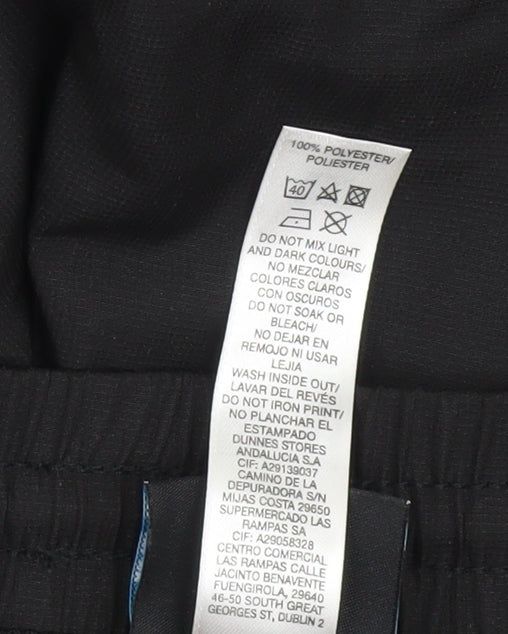 100% POLYESTER/
POLIESTER
40
DO NOT MIX LIGHT
AND DARK COLOURS/
NO MEZCLAR
COLORES CLAROS
CON OSCUROS
DO NOT SOAK OR
BLEACH/
NO DEJAR EN
REMOJO NI USAR
LEJIA
WASH INSIDE OUT/
LAVAR DEL REVÉS
DO NOT IRON PRINT/
NO PLANCHAR EL
ESTAMPADO
DUNNES STORES
ANDALUCIA S.A
CIF: A29139037
CAMINO DE LA
DEPURADORA S/N
MIJAS COSTA 29650
SUPERMERCADO LAS
RAMPAS SA
CIF: A29058328
CENTRO COMERCIAL
LAS RAMPAS CALLE
JACINTO BENAVENTE
FUENGIROLA, 29640
46-50 SOUTH GREAT
GEORGES ST, DUBLIN 2